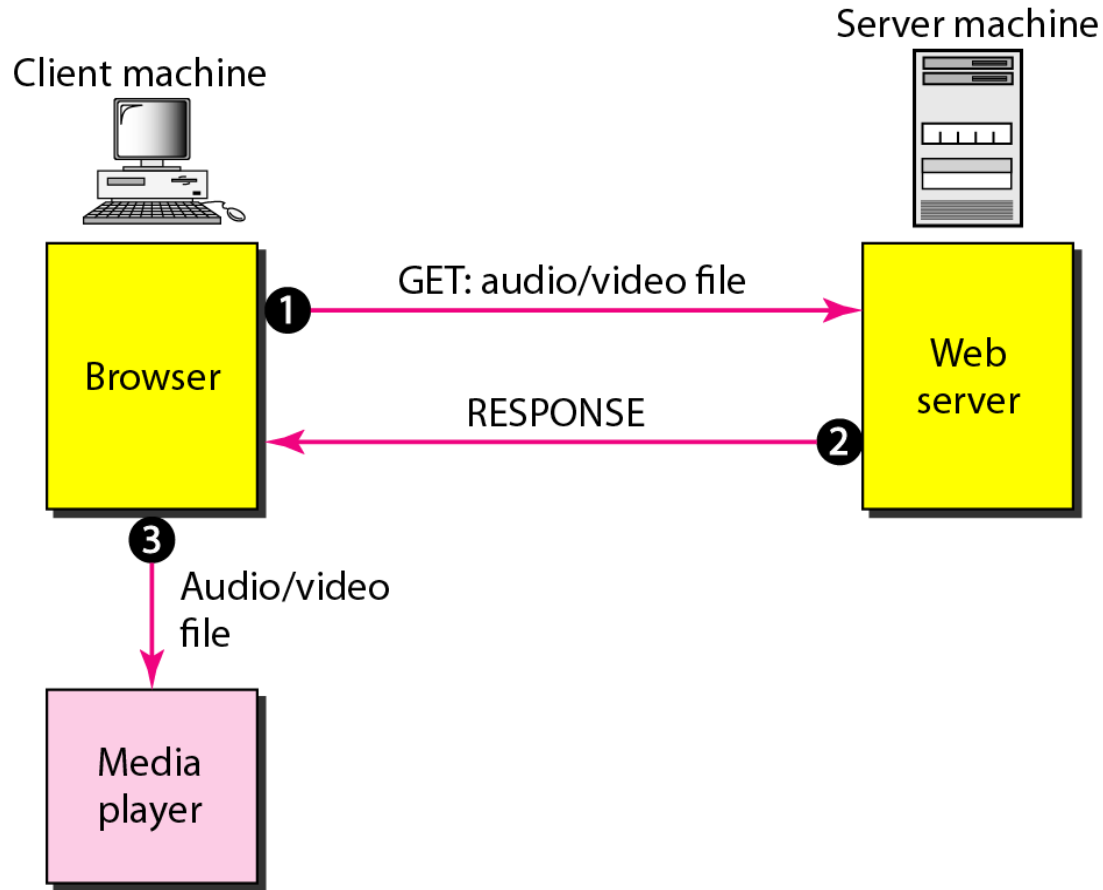 Server machine
Client machine
1
GET: audio/video file
Browser
Web
server
RESPONSE
2
3
Audio/video
file
Media
player